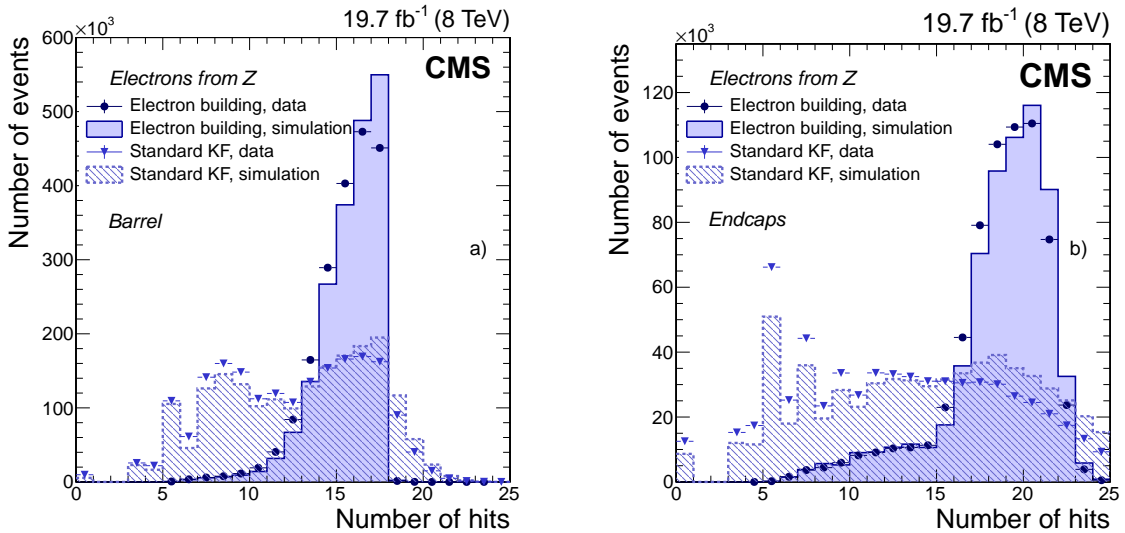 19.7 fb⁻¹ (8 TeV)
×10³
CMS
Electrons from Z
Electron building, data
Electron building, simulation
Standard KF, data
Standard KF, simulation
Barrel
a)
Number of events
600
500
400
300
200
100
0
0 5 10 15 20 25
Number of hits
19.7 fb⁻¹ (8 TeV)
×10³
CMS
Electrons from Z
Electron building, data
Electron building, simulation
Standard KF, data
Standard KF, simulation
Endcaps
b)
Number of events
120
100
80
60
40
20
0
0 5 10 15 20 25
Number of hits